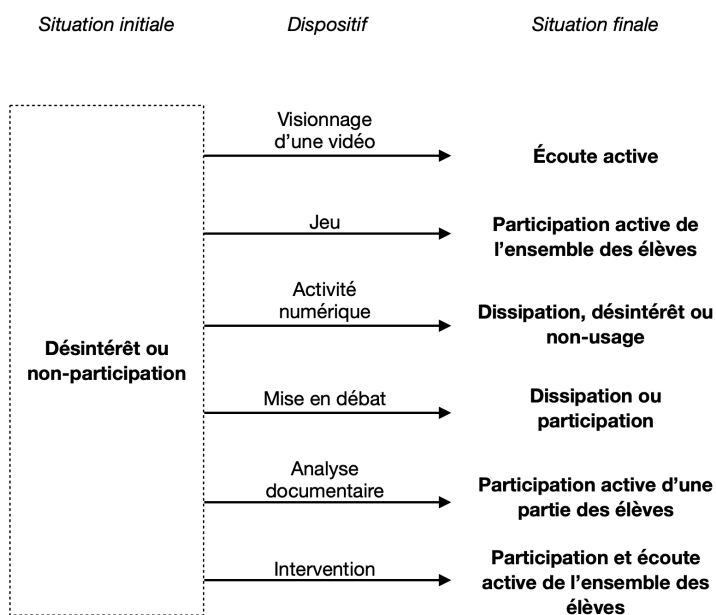 Situation initiale
Dispositif
Situation finale
Désintérêt ou
non-participation
Visionnage
d’une vidéo
Écoute active
Jeu
Participation active de
l’ensemble des élèves
Activité
numérique
Dissipation, désintérêt ou
non-usage
Mise en débat
Dissipation ou
participation
Analyse
documentaire
Participation active d’une
partie des élèves
Intervention
Participation et écoute
active de l’ensemble des
élèves